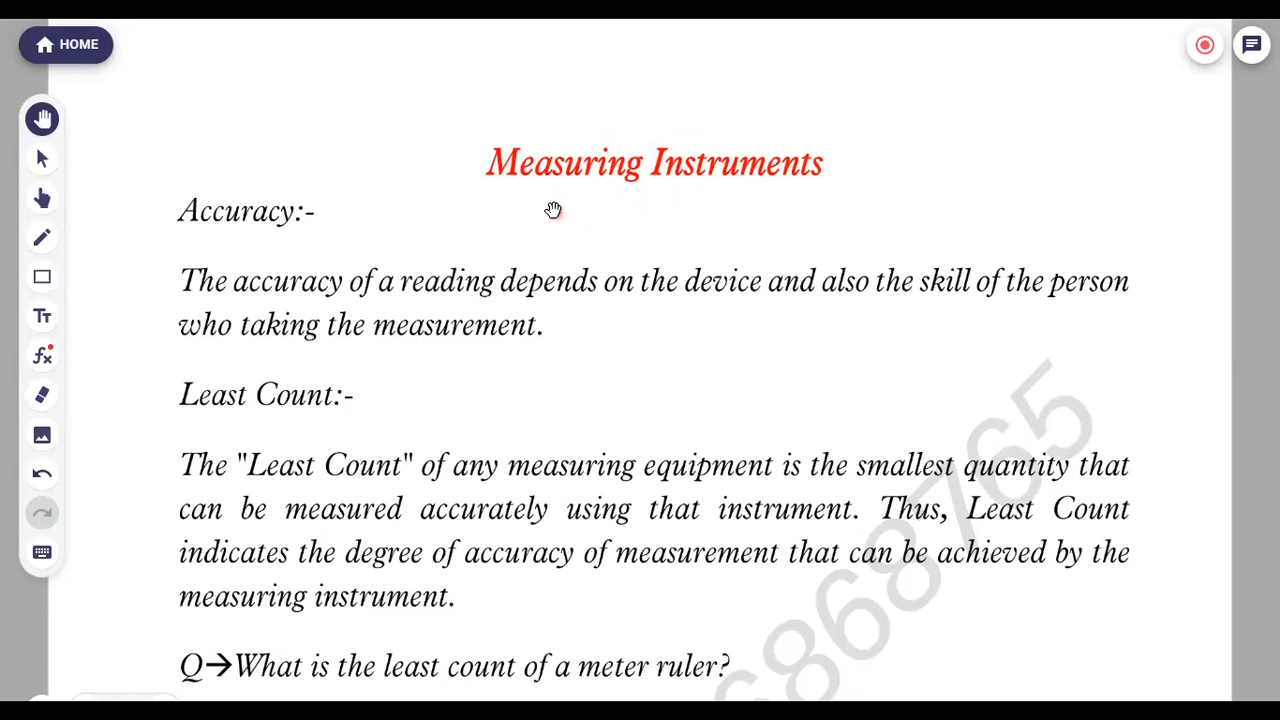 HOME
Measuring Instruments
Accuracy:-
The accuracy of a reading depends on the device and also the skill of the person
who taking the measurement.
Least Count:-
The "Least Count" of any measuring equipment is the smallest quantity that
can be measured accurately using that instrument. Thus, Least Count
indicates the degree of accuracy of measurement that can be achieved by the
measuring instrument.
Q→What is the least count of a meter ruler?
Tт
fx
868765